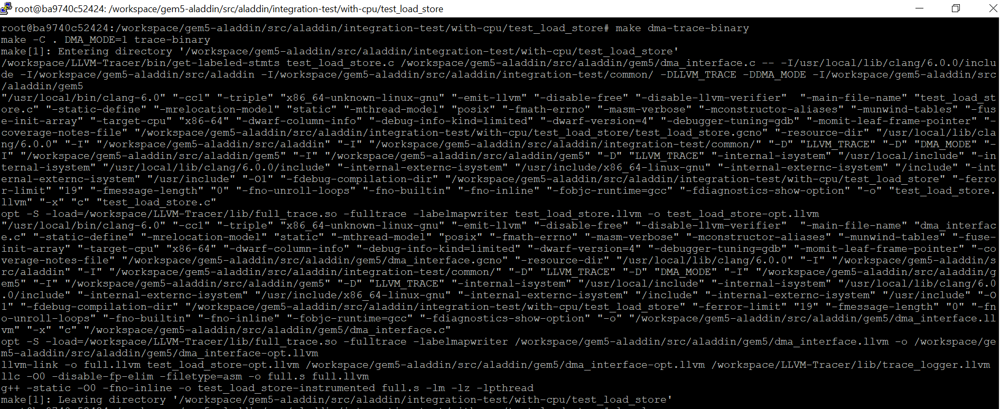 root@ba9740c52424: /workspace/gem5-aladdin/src/aladdin/integration-test/with-cpu/test_load_store
root@ba9740c52424:/workspace/gem5-aladdin/src/aladdin/integration-test/with-cpu/test_load_store# make dma-trace-binary
make -C . DMA_MODE=1 trace-binary
make[1]: Entering directory '/workspace/gem5-aladdin/src/aladdin/integration-test/with-cpu/test_load_store'
/workspace/LLVM-Tracer/bin/get-labeled-stmts test_load_store.c /workspace/gem5-aladdin/src/aladdin/gem5/dma_interface.c -- -I/usr/local/lib/clang/6.0.0/inclu
de -I/workspace/gem5-aladdin/src/aladdin -I/workspace/gem5-aladdin/src/aladdin/integration-test/common/ -DLLVM_TRACE -DDMA_MODE -I/workspace/gem5-aladdin/src
/aladdin/gem5
"/usr/local/bin/clang-6.0" "-cc1" "-triple" "x86_64-unknown-linux-gnu" "-emit-llvm" "-disable-free" "-disable-llvm-verifier"  "-main-file-name" "test_load_st
ore.c" "-static-define" "-mrelocation-model" "static" "-mthread-model" "posix" "-fmath-errno" "-masm-verbose" "-mconstructor-aliases" "-munwind-tables" "-fus
e-init-array" "-target-cpu" "x86-64" "-dwarf-column-info" "-debug-info-kind=limited" "-dwarf-version=4" "-debugger-tuning=gdb" "-momit-leaf-frame-pointer" "-
coverage-notes-file" "/workspace/gem5-aladdin/src/aladdin/integration-test/with-cpu/test_load_store/test_load_store.gcno" "-resource-dir" "/usr/local/lib/cla
ng/6.0.0" "-I" "/workspace/gem5-aladdin/src/aladdin" "-I" "/workspace/gem5-aladdin/src/aladdin/integration-test/common/" "-D" "LLVM_TRACE" "-D" "DMA_MODE" "-
I" "/workspace/gem5-aladdin/src/aladdin/gem5" "-I" "/workspace/gem5-aladdin/src/aladdin/gem5" "-D" "LLVM_TRACE" "-internal-isystem" "/usr/local/include" "-in
ternal-isystem" "/usr/local/lib/clang/6.0.0/include" "-internal-externc-isystem" "/usr/include/x86_64-linux-gnu" "-internal-externc-isystem" "/include" "-int
ernal-externc-isystem" "/usr/include" "-O1" "-fdebug-compilation-dir" "/workspace/gem5-aladdin/src/aladdin/integration-test/with-cpu/test_load_store" "-ferro
r-limit" "19" "-fmessage-length" "0" "-fno-unroll-loops" "-fno-builtin" "-fno-inline" "-fobjc-runtime=gcc" "-fdiagnostics-show-option" "-o" "test_load_store.
llvm" "-x" "c" "test_load_store.c"
opt -S -load=/workspace/LLVM-Tracer/lib/full_trace.so -fulltrace -labelmapwriter test_load_store.llvm -o test_load_store-opt.llvm
"/usr/local/bin/clang-6.0" "-cc1" "-triple" "x86_64-unknown-linux-gnu" "-emit-llvm" "-disable-free" "-disable-llvm-verifier"  "-main-file-name" "dma_interfac
e.c" "-static-define" "-mrelocation-model" "static" "-mthread-model" "posix" "-fmath-errno" "-masm-verbose" "-mconstructor-aliases" "-munwind-tables" "-fuse-
init-array" "-target-cpu" "x86-64" "-dwarf-column-info" "-debug-info-kind=limited" "-dwarf-version=4" "-debugger-tuning=gdb" "-momit-leaf-frame-pointer" "-co
verage-notes-file" "/workspace/gem5-aladdin/src/aladdin/gem5/dma_interface.gcno" "-resource-dir" "/usr/local/lib/clang/6.0.0" "-I" "/workspace/gem5-aladdin/s
rc/aladdin" "-I" "/workspace/gem5-aladdin/src/aladdin/integration-test/common/" "-D" "LLVM_TRACE" "-D" "DMA_MODE" "-I" "/workspace/gem5-aladdin/src/aladdin/g
em5" "-I" "/workspace/gem5-aladdin/src/aladdin/gem5" "-D" "LLVM_TRACE" "-internal-isystem" "/usr/local/include" "-internal-isystem" "/usr/local/lib/clang/6.0
.0/include" "-internal-externc-isystem" "/usr/include/x86_64-linux-gnu" "-internal-externc-isystem" "/include" "-internal-externc-isystem" "/usr/include" "-O
1" "-fdebug-compilation-dir" "/workspace/gem5-aladdin/src/aladdin/integration-test/with-cpu/test_load_store" "-ferror-limit" "19" "-fmessage-length" "0" "-fn
o-unroll-loops" "-fno-builtin" "-fno-inline" "-fobjc-runtime=gcc" "-fdiagnostics-show-option" "-o" "/workspace/gem5-aladdin/src/aladdin/gem5/dma_interface.ll
vm" "-x" "c" "/workspace/gem5-aladdin/src/aladdin/gem5/dma_interface.c"
opt -S -load=/workspace/LLVM-Tracer/lib/full_trace.so -fulltrace -labelmapwriter /workspace/gem5-aladdin/src/aladdin/gem5/dma_interface.llvm -o /workspace/ge
m5-aladdin/src/aladdin/gem5/dma_interface-opt.llvm
llvm-link -o full.llvm test_load_store-opt.llvm /workspace/gem5-aladdin/src/aladdin/gem5/dma_interface-opt.llvm /workspace/LLVM-Tracer/lib/trace_logger.llvm
llc -O0 -disable-fp-elim -filetype=asm -o full.s full.llvm
g++ -static -O0 -fno-inline -o test_load_store-instrumented full.s -lm -lz -lpthread
make[1]: Leaving directory '/workspace/gem5-aladdin/src/aladdin/integration-test/with-cpu/test_load_store'